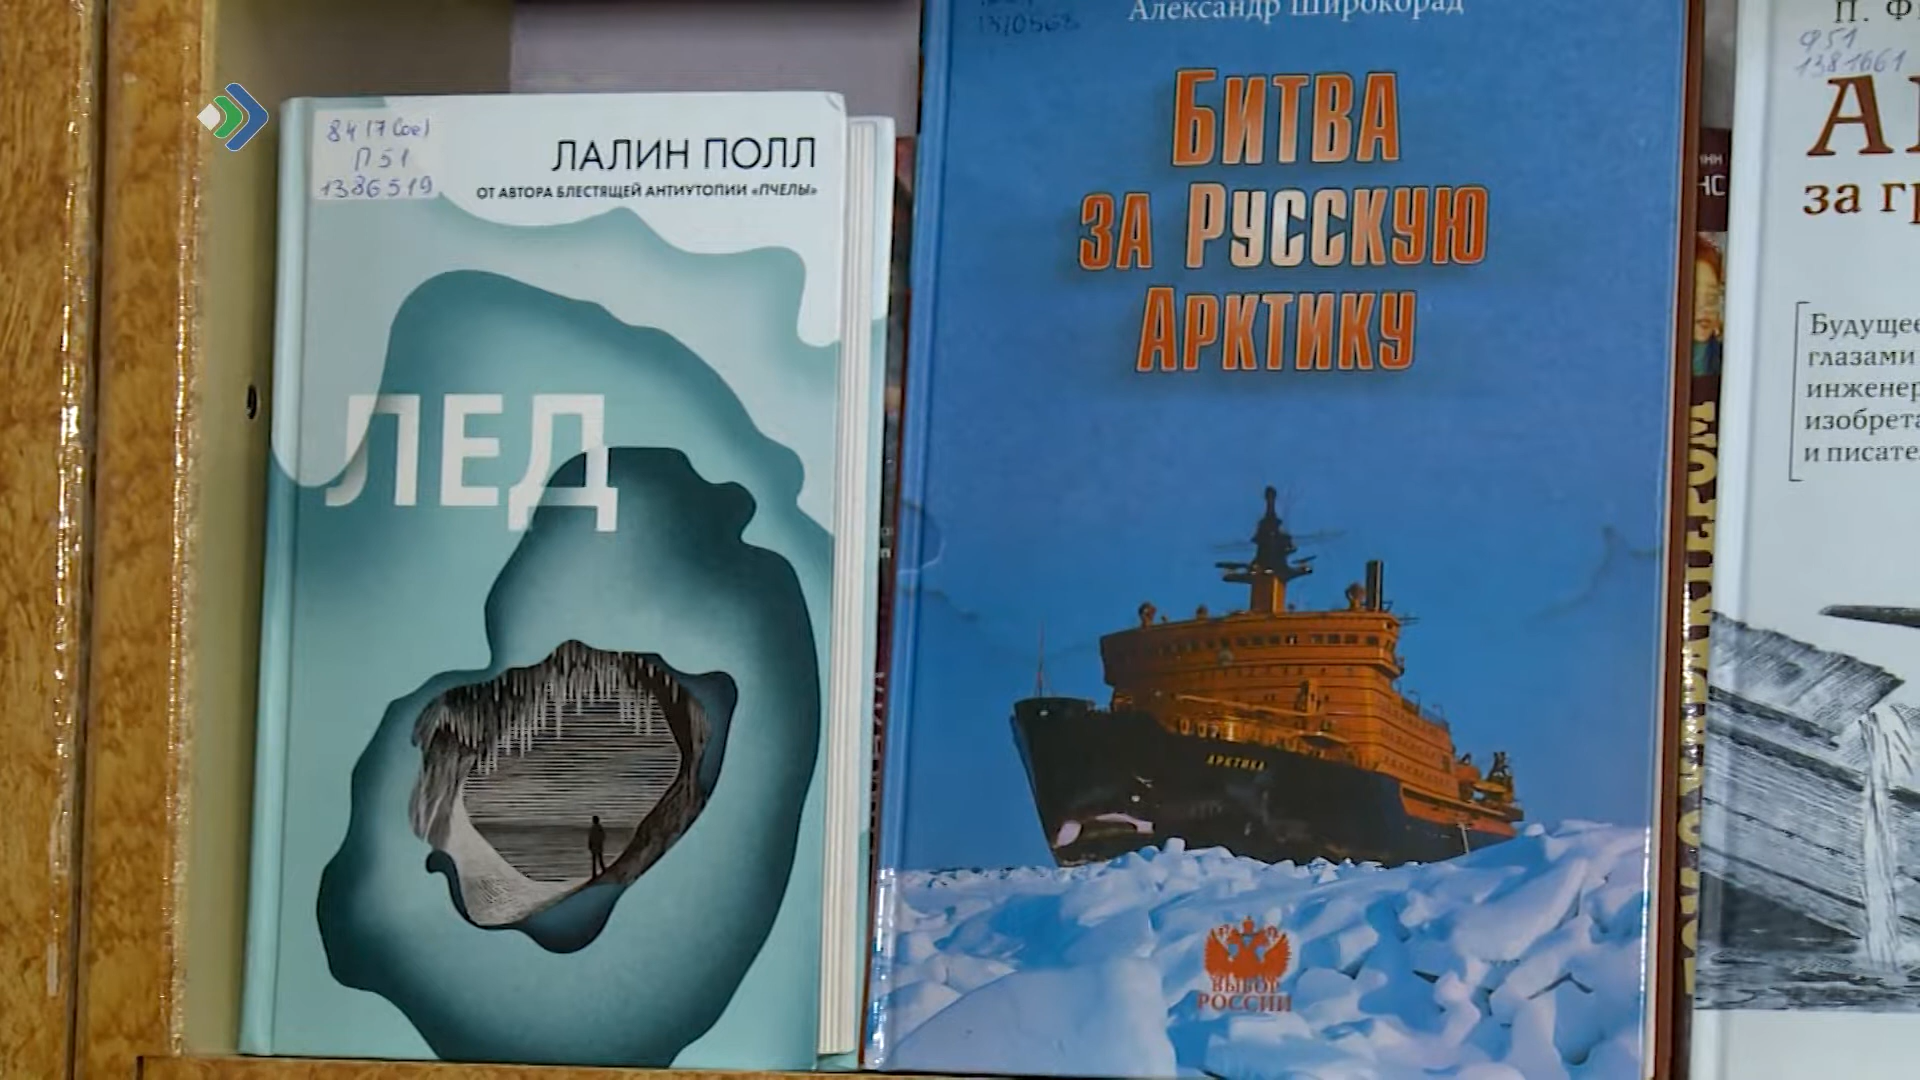 84(7Сое)
П51
1386519
ЛАЛИН ПОЛЛ
ОТ АВТОРА БЛЕСТЯЩЕЙ АНТИУТОПИИ «ПЧЕЛЫ»
ЛЕД
1370568
Александр Широкорад
БИТВА
ЗА РУССКУЮ
АРКТИКУ
АРКТИКА
ВЫБОР
РОССИИ
П. Ф
Ф51
1381661
А
за гр
Будущее
глазами
инженер
изобрета
и писате